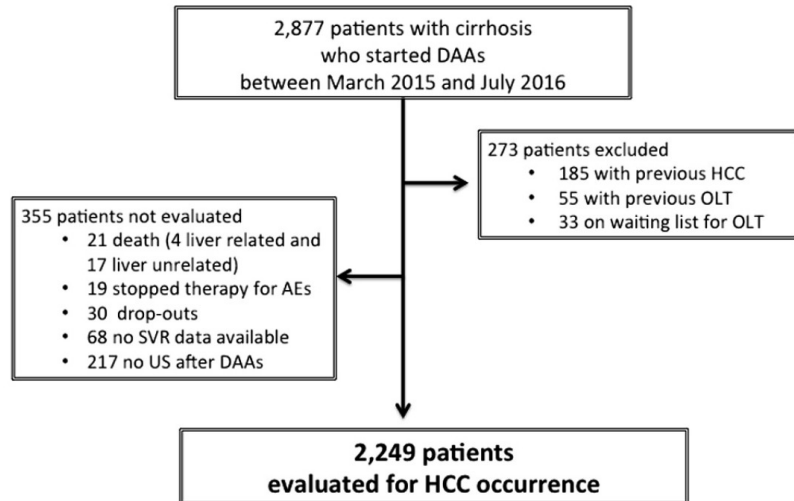 2,877 patients with cirrhosis
who started DAAs
between March 2015 and July 2016
273 patients excluded
• 185 with previous HCC
• 55 with previous OLT
• 33 on waiting list for OLT
355 patients not evaluated
• 21 death (4 liver related and
17 liver unrelated)
• 19 stopped therapy for AEs
• 30 drop-outs
• 68 no SVR data available
• 217 no US after DAAs
2,249 patients
evaluated for HCC occurrence